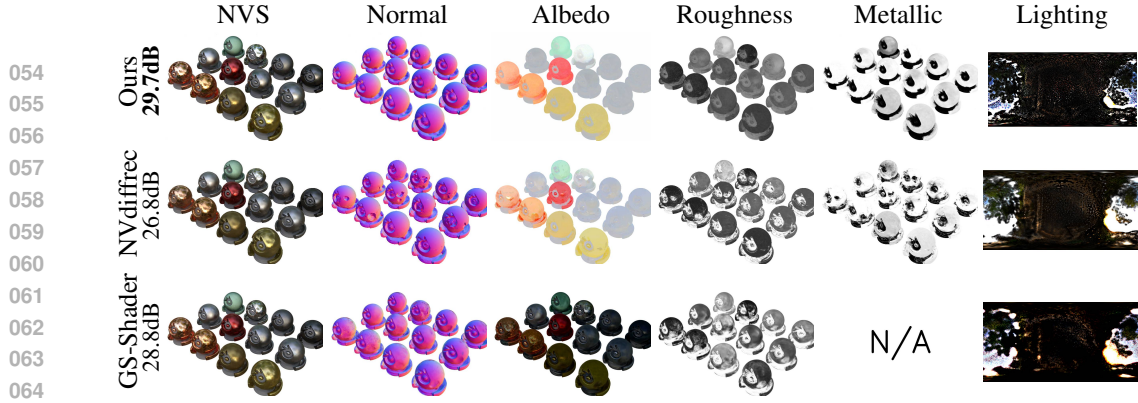 NVS Normal Albedo Roughness Metallic Lighting
Ours
29.7dB
NVdiffrec
26.8dB
GS-Shader
28.8dB
N/A
054
055
056
057
058
059
060
061
062
063
064